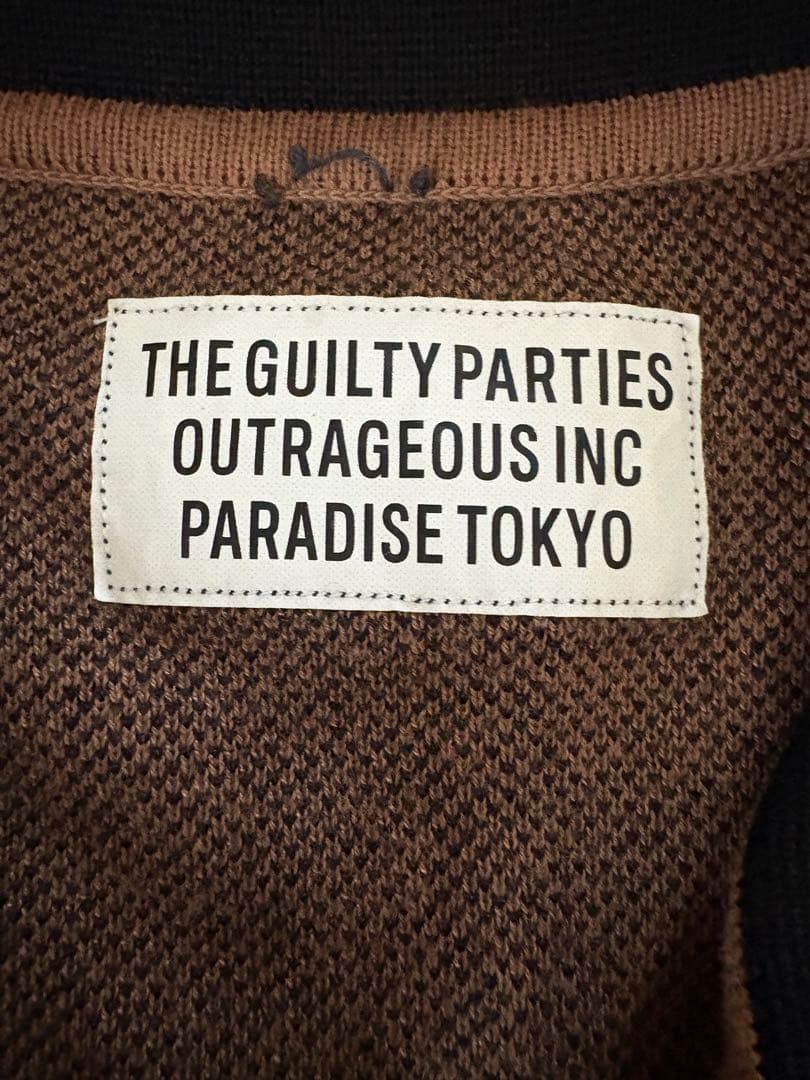 THE GUILTY PARTIES
OUTRAGEOUS INC
PARADISE TOKYO